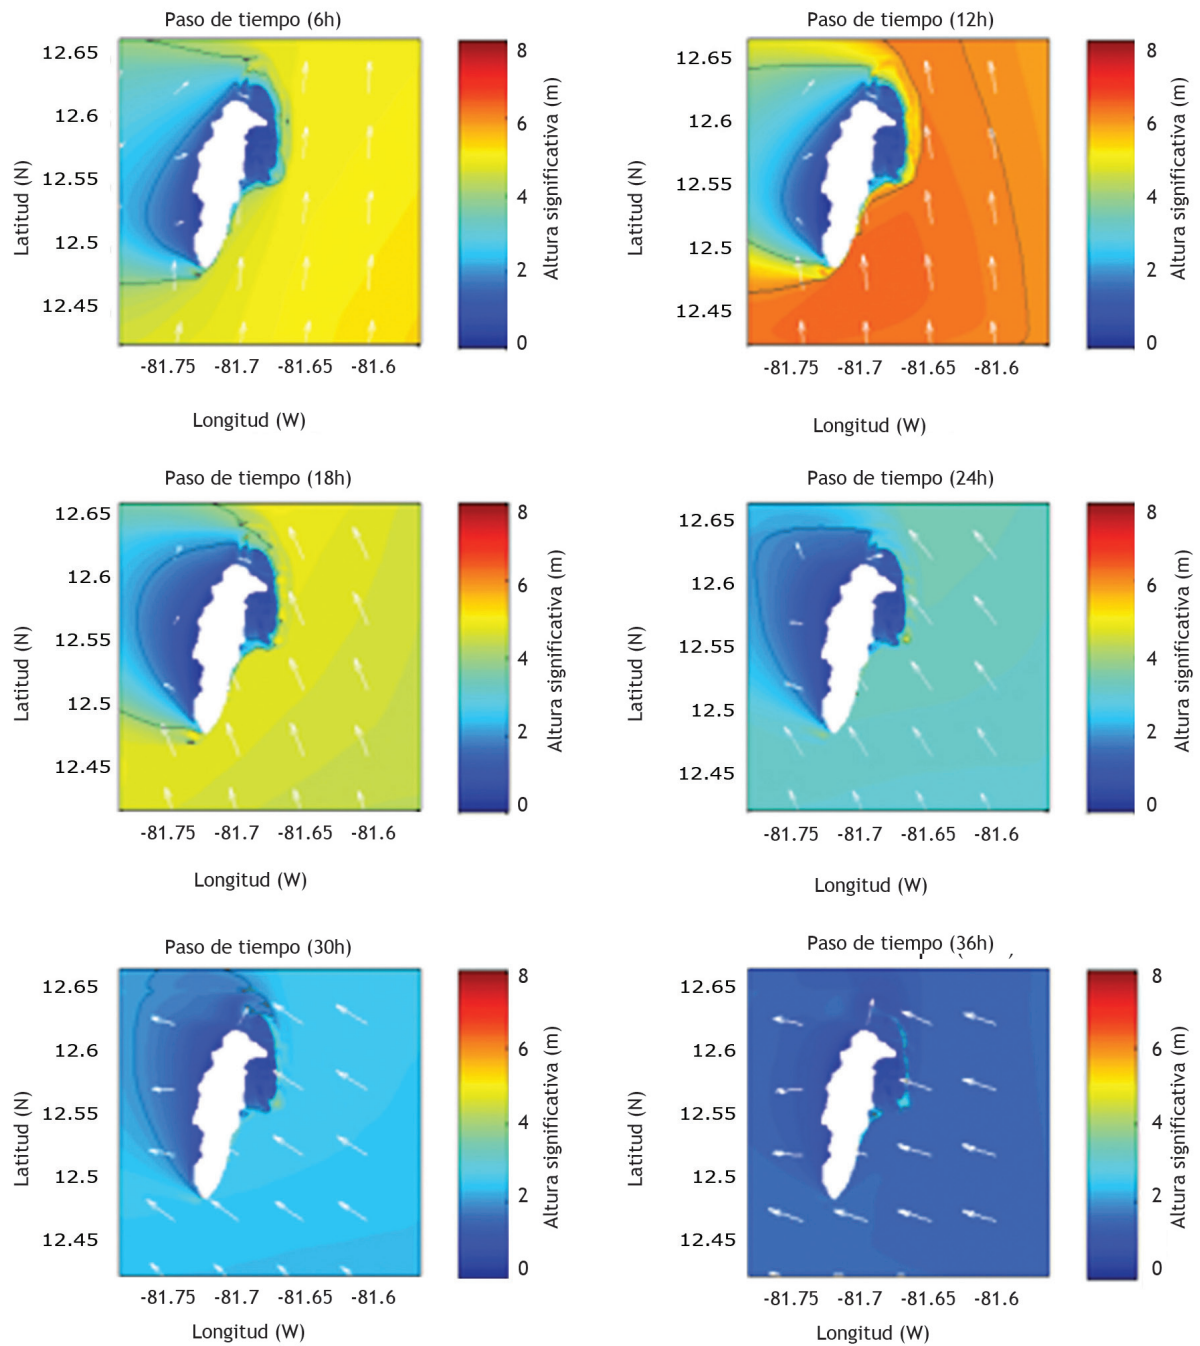 Paso de tiempo (6h)
12.65
12.6
12.55
12.5
12.45
Latitud (N)
-81.75 -81.7 -81.65 -81.6
Longitud (W)
8
6
4
2
0
Altura significativa (m)
Paso de tiempo (12h)
12.65
12.6
12.55
12.5
12.45
Latitud (N)
-81.75 -81.7 -81.65 -81.6
Longitud (W)
8
6
4
2
0
Altura significativa (m)
Paso de tiempo (18h)
12.65
12.6
12.55
12.5
12.45
Latitud (N)
-81.75 -81.7 -81.65 -81.6
Longitud (W)
8
6
4
2
0
Altura significativa (m)
Paso de tiempo (24h)
12.65
12.6
12.55
12.5
12.45
Latitud (N)
-81.75 -81.7 -81.65 -81.6
Longitud (W)
8
6
4
2
0
Altura significativa (m)
Paso de tiempo (30h)
12.65
12.6
12.55
12.5
12.45
Latitud (N)
-81.75 -81.7 -81.65 -81.6
Longitud (W)
8
6
4
2
0
Altura significativa (m)
Paso de tiempo (36h)
12.65
12.6
12.55
12.5
12.45
Latitud (N)
-81.75 -81.7 -81.65 -81.6
Longitud (W)
8
6
4
2
0
Altura significativa (m)